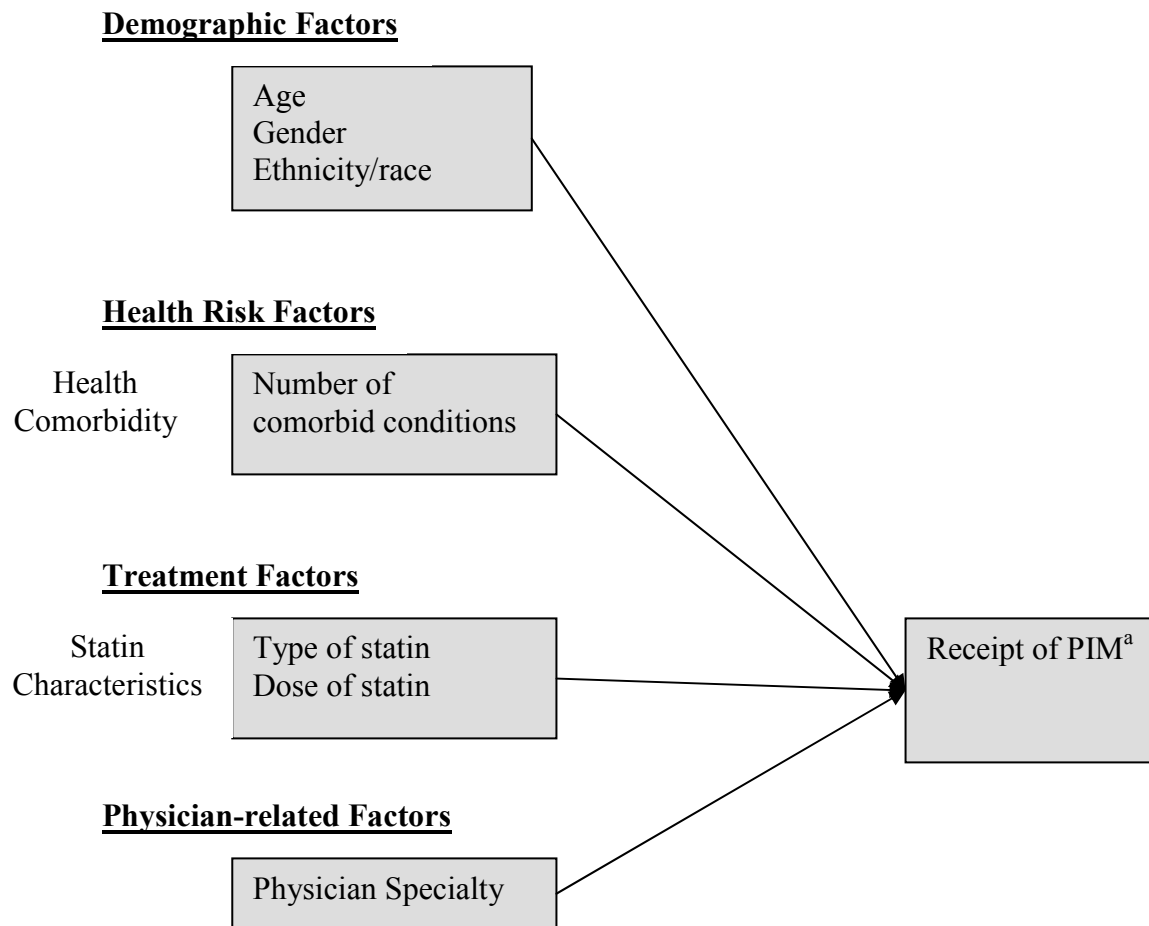 Demographic Factors
Age
Gender
Ethnicity/race
Health Risk Factors
Health
Comorbidity
Number of
comorbid conditions
Treatment Factors
Statin
Characteristics
Type of statin
Dose of statin
Receipt of PIMᵃ
Physician-related Factors
Physician Specialty